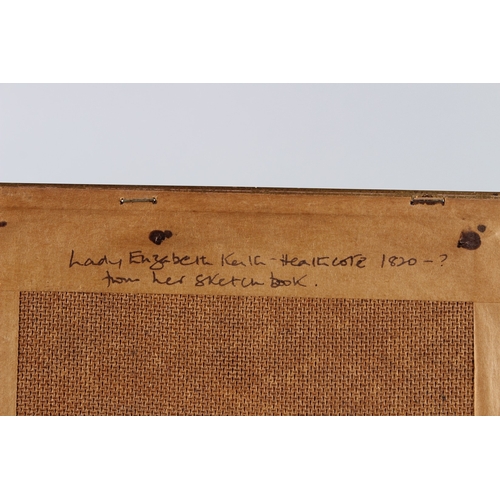 Lady Elizabeth Keith-Heathcote 1820 - ?
from her sketch book.